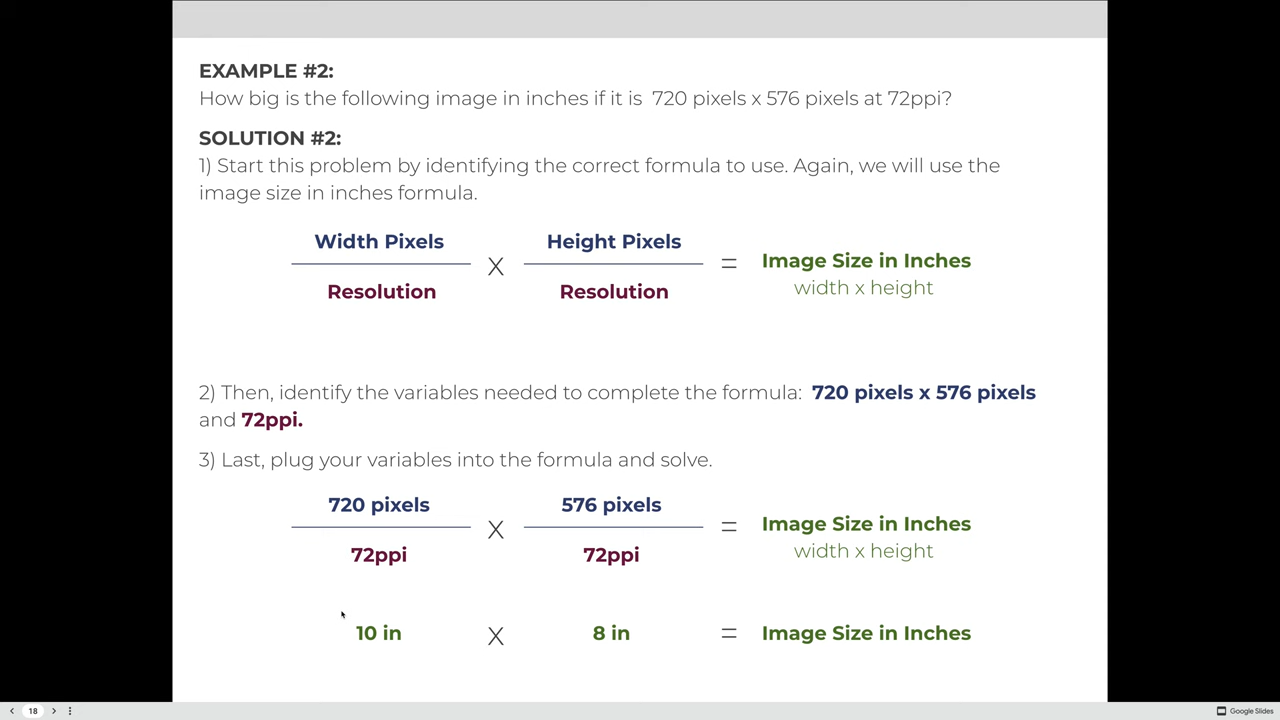 EXAMPLE #2:
How big is the following image in inches if it is 720 pixels x 576 pixels at 72ppi?
SOLUTION #2:
1) Start this problem by identifying the correct formula to use. Again, we will use the
image size in inches formula.
Width Pixels
Resolution
X
Height Pixels
Resolution
=
Image Size in Inches
width x height
2) Then, identify the variables needed to complete the formula: 720 pixels x 576 pixels
and 72ppi.
3) Last, plug your variables into the formula and solve.
720 pixels
72ppi
X
576 pixels
72ppi
=
Image Size in Inches
width x height
10 in X 8 in = Image Size in Inches
18
Google Slides